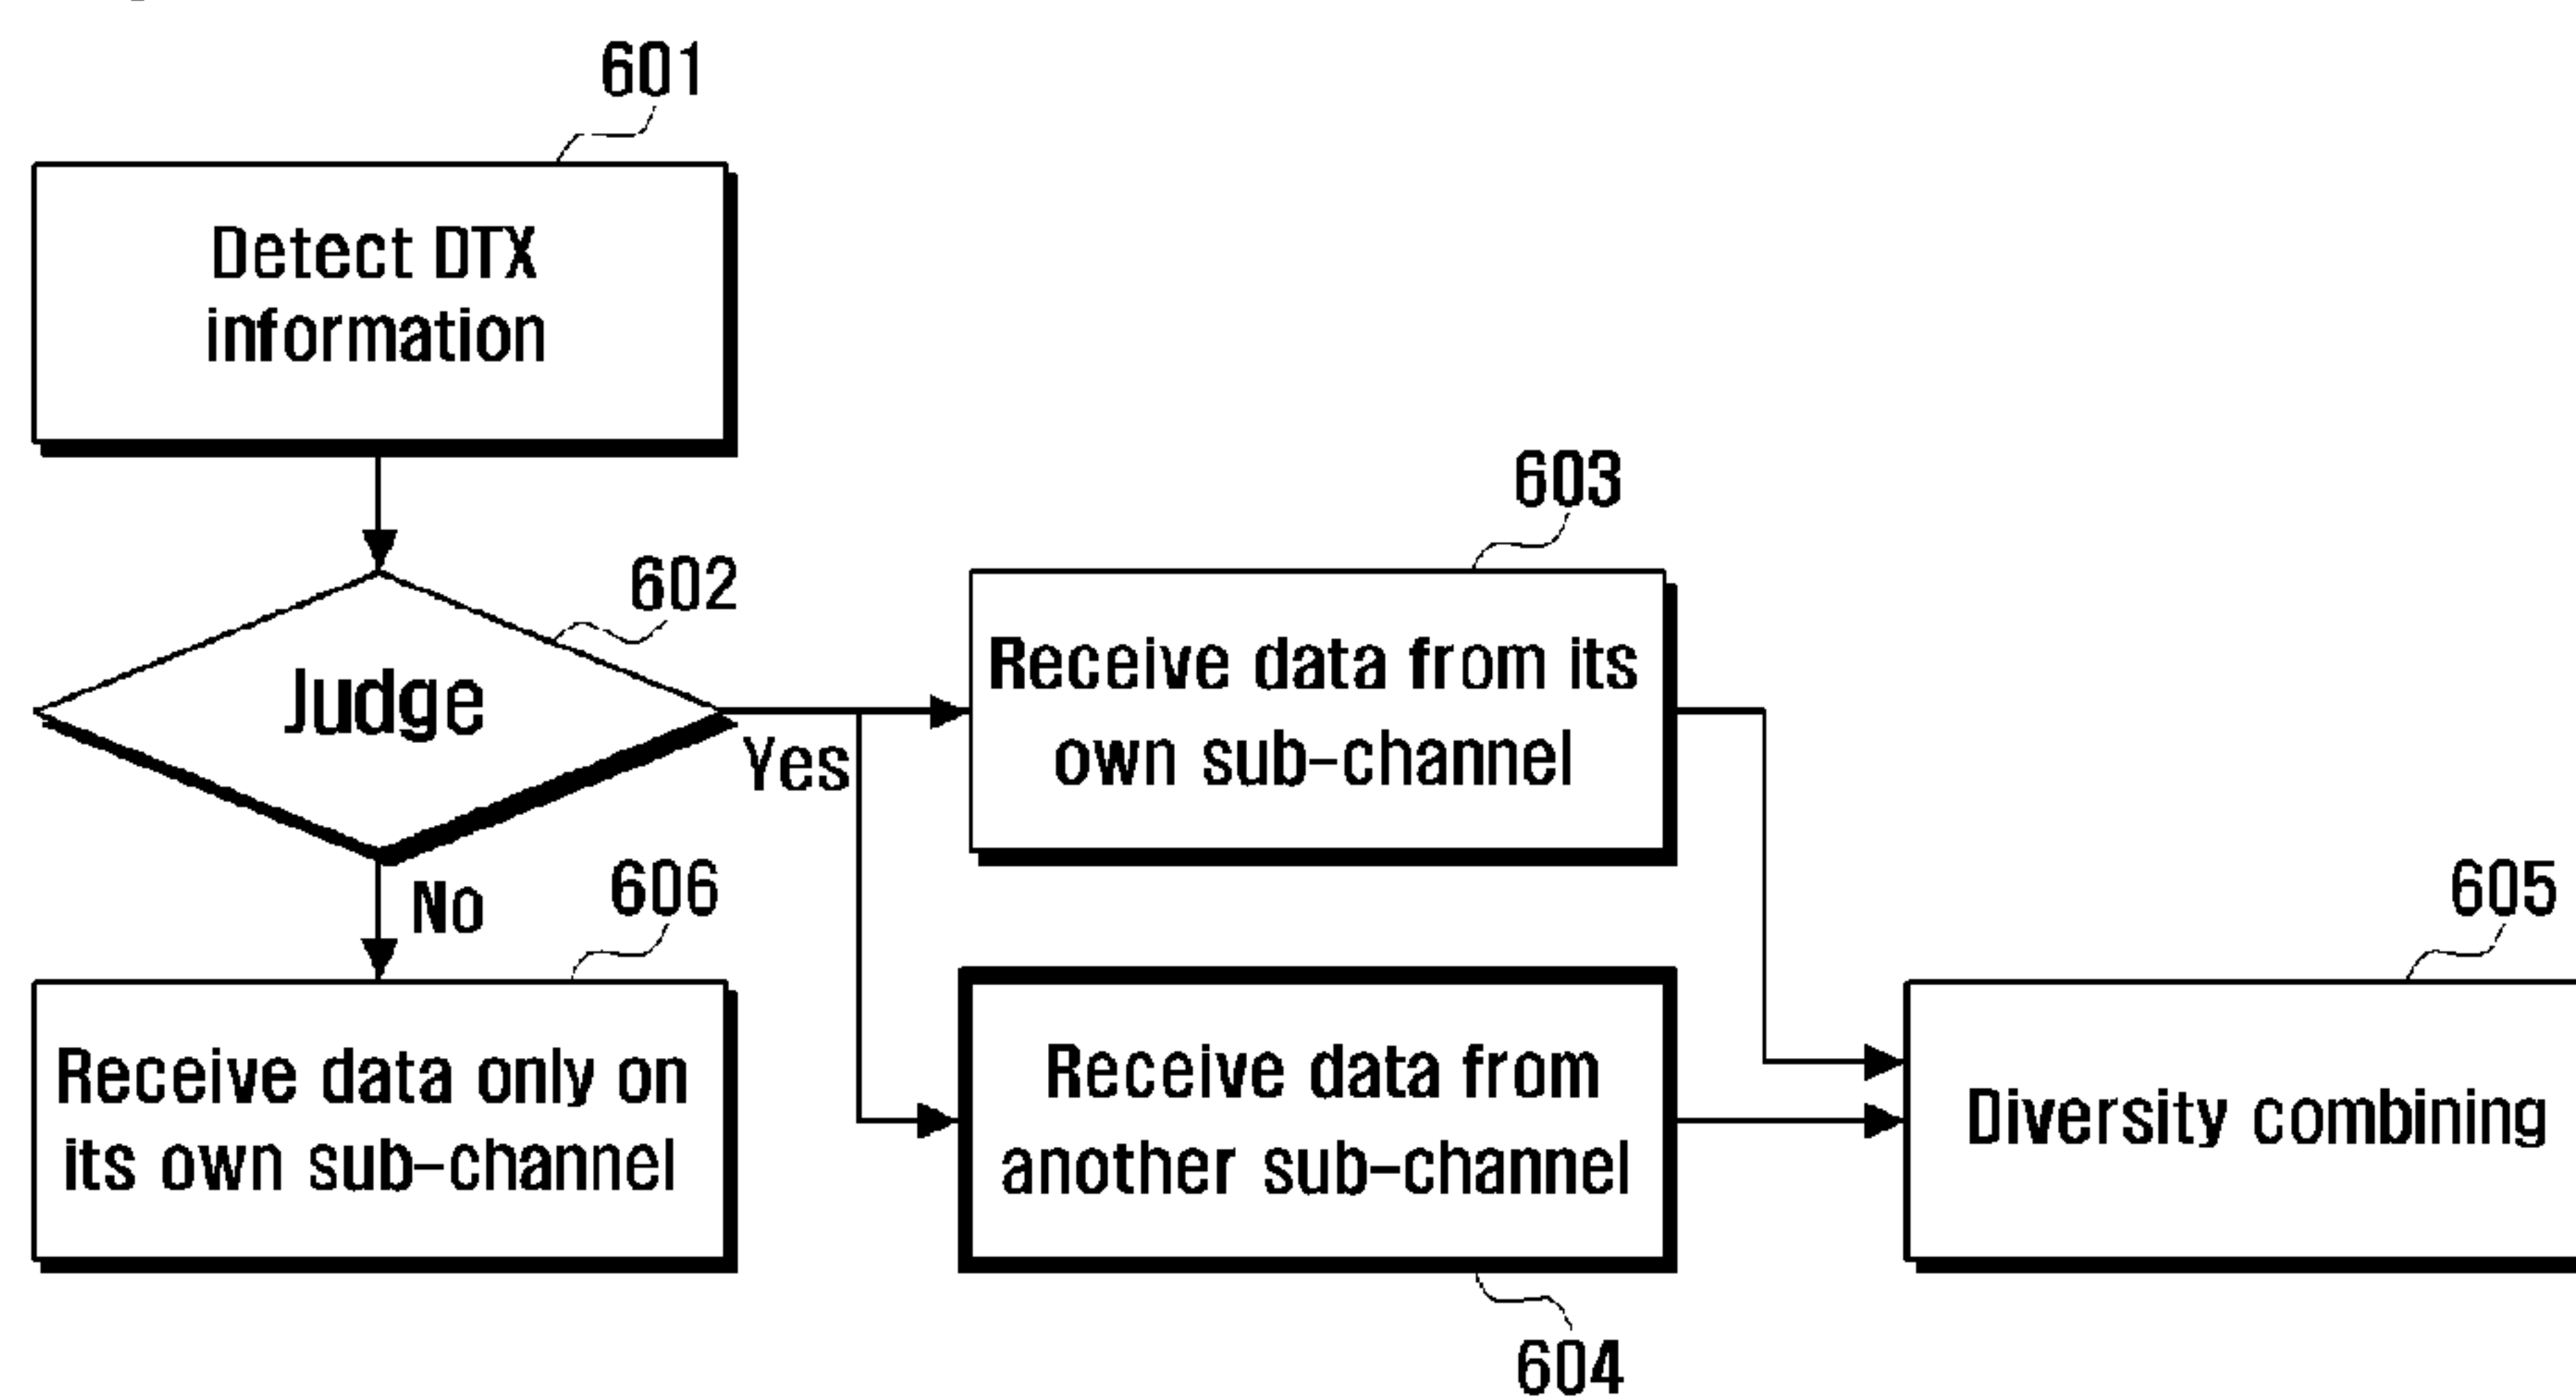 601
Detect DTX
information
602
Judge
Yes
No
603
Receive data from its
own sub-channel
606
Receive data only on
its own sub-channel
Receive data from
another sub-channel
604
605
Diversity combining